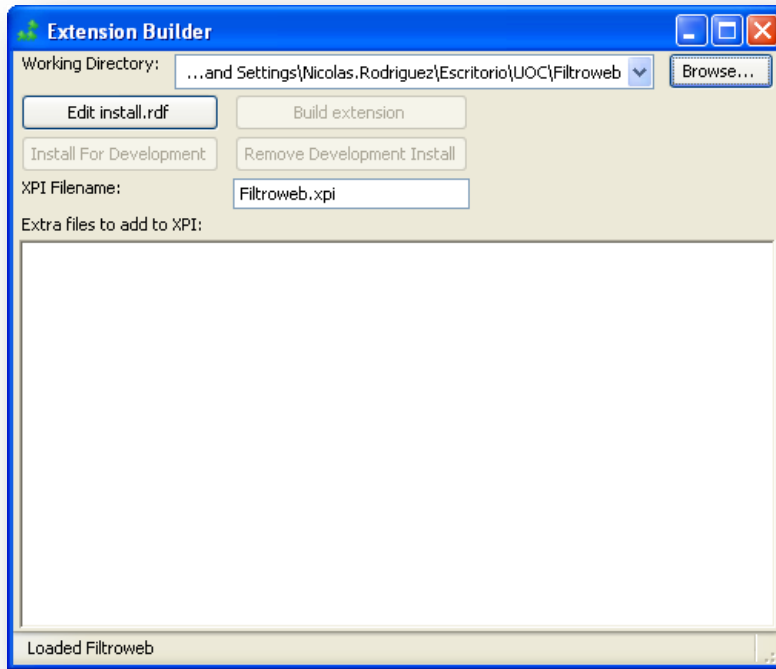 Extension Builder
Working Directory: ...and Settings\Nicolas.Rodriguez\Escritorio\UOC\Filtroweb Browse...
Edit install.rdf Build extension
Install For Development Remove Development Install
XPI Filename: Filtroweb.xpi
Extra files to add to XPI:
Loaded Filtroweb